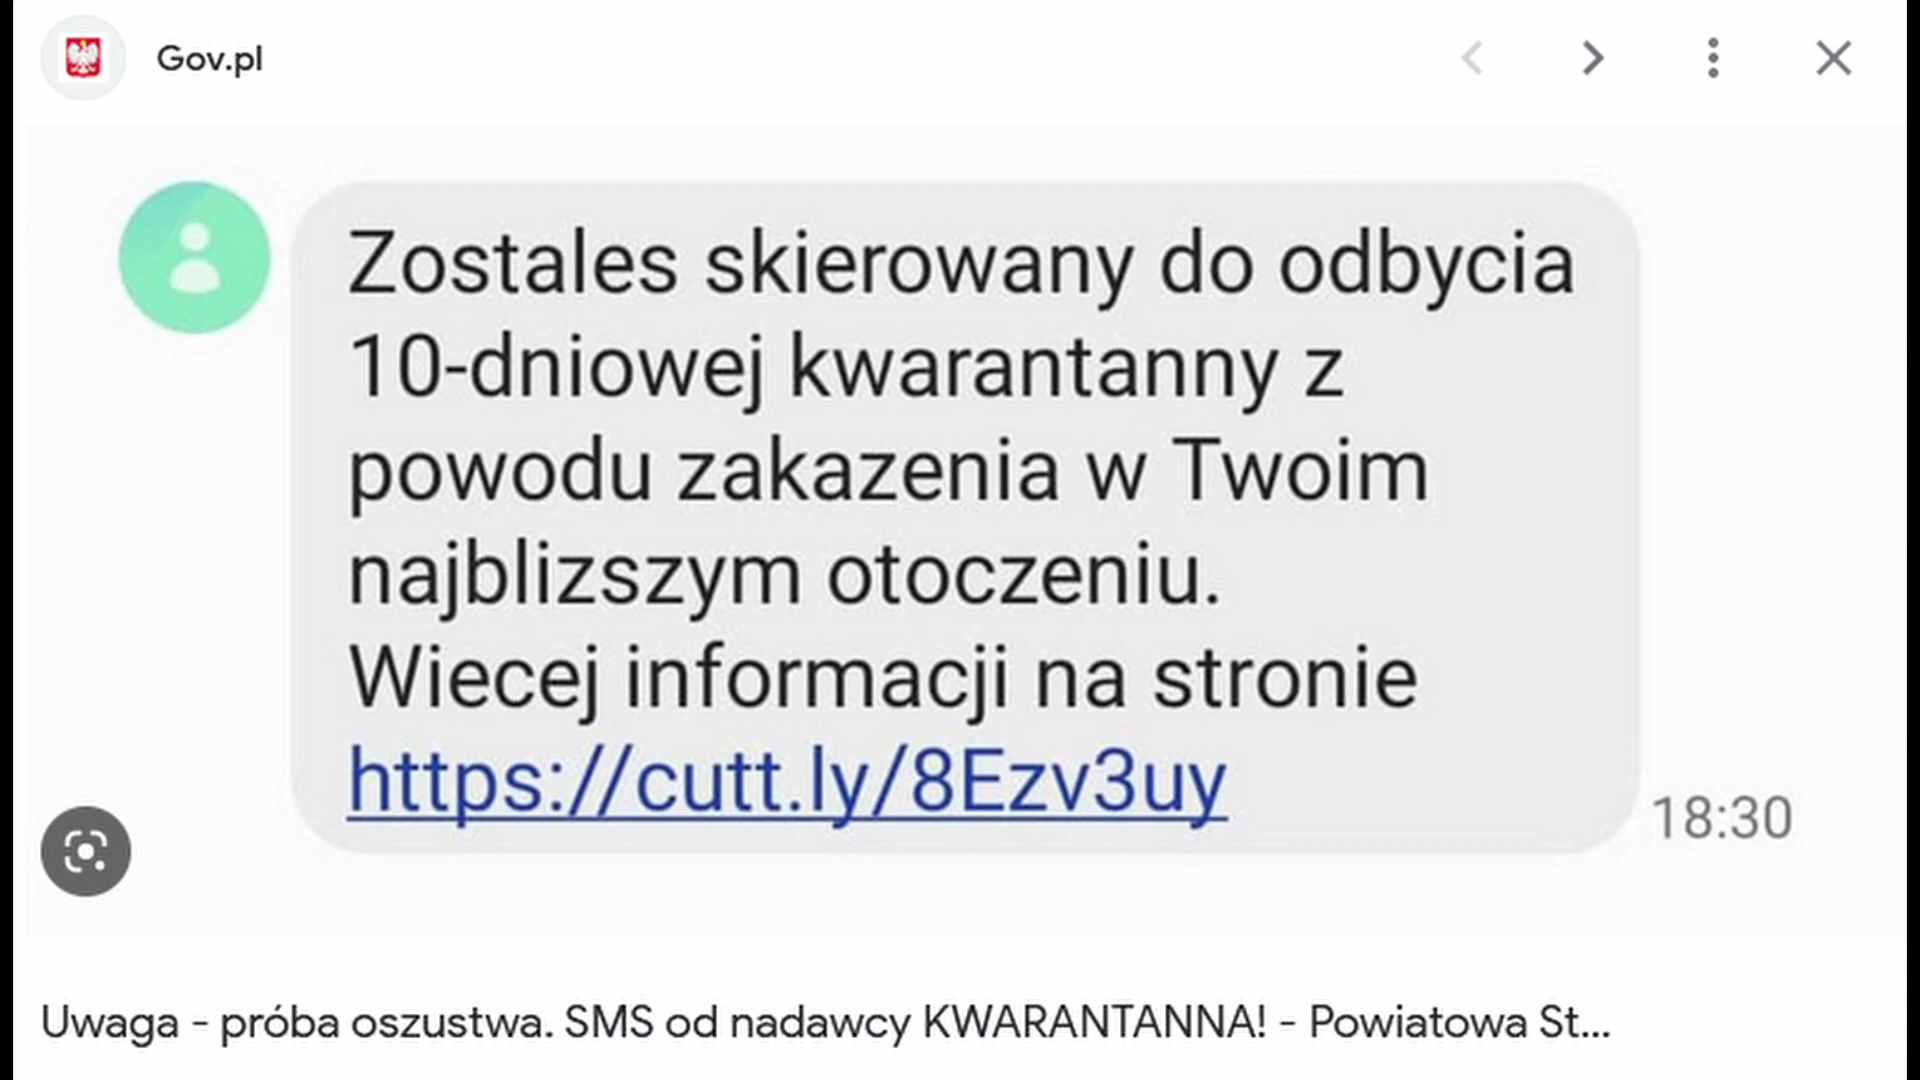 Gov.pl
Zostales skierowany do odbycia
10-dniowej kwarantanny z
powodu zakazenia w Twoim
najblizszym otoczeniu.
Wiecej informacji na stronie
https://cutt.ly/8Ezv3uy
18:30
Uwaga - próba oszustwa. SMS od nadawcy KWARANTANNA! - Powiatowa St...